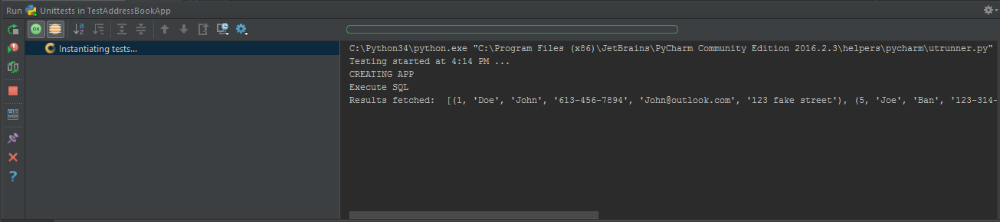 Run Unittests in TestAddressBookApp
OK
Instantiating tests...
C:\Python34\python.exe "C:\Program Files (x86)\JetBrains\PyCharm Community Edition 2016.2.3\helpers\pycharm\utrunner.py"
Testing started at 4:14 PM ...
CREATING APP
Execute SQL
Results fetched:  [(1, 'Doe', 'John', '613-456-7894', 'John@outlook.com', '123 fake street'), (5, 'Joe', 'Ban', '123-314-